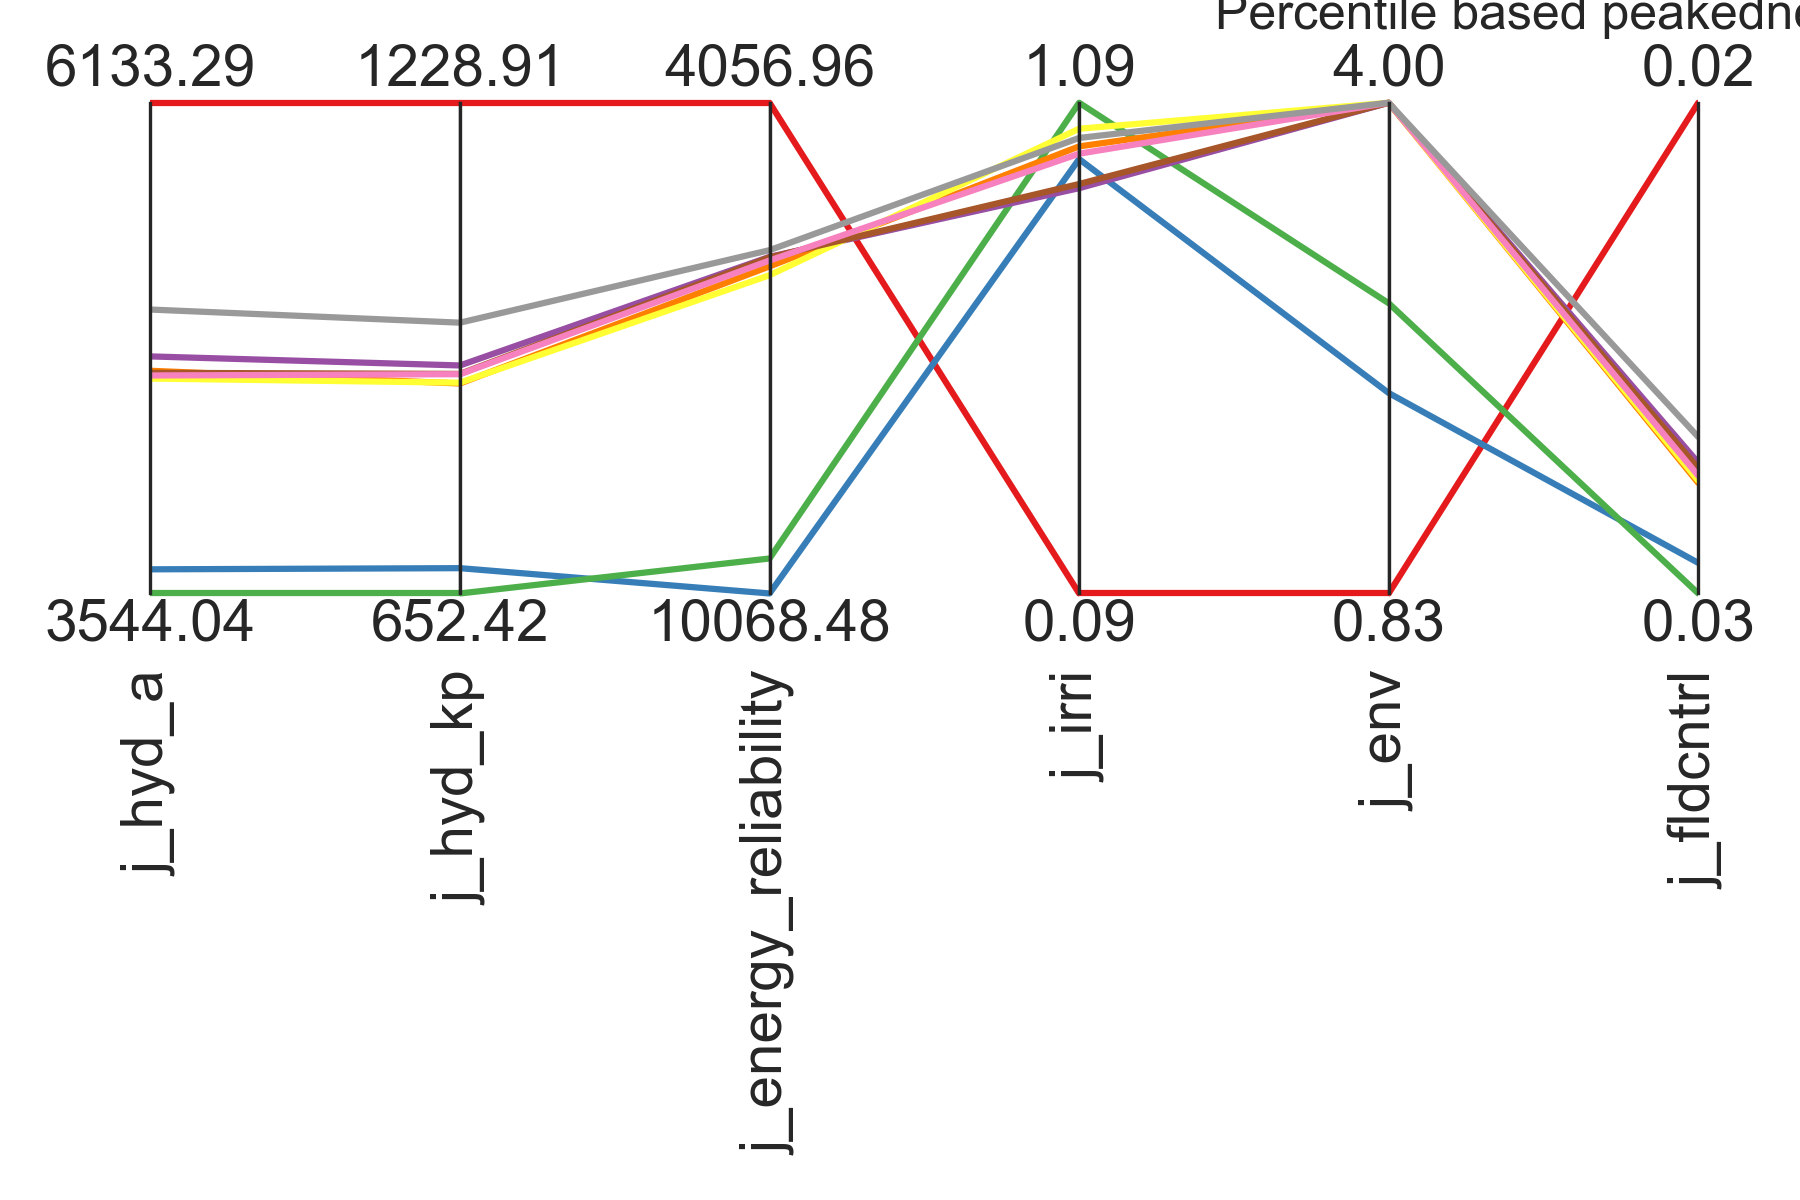 Percentile based
6133.29 1228.91 4056.96 1.09 4.00 0.02
3544.04 652.42 10068.48 0.09 0.83 0.03
j_hyd_a
j_hyd_kp
j_energy_reliability
j_irri
j_env
j_fldcntrl